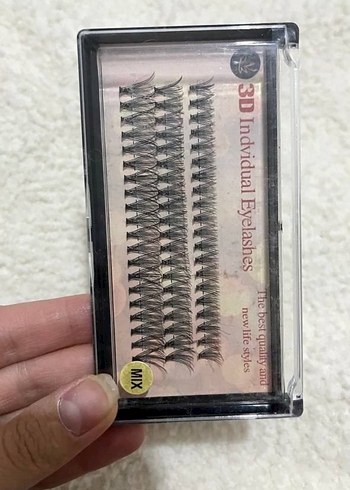 3D Indvidual Eyelashes
The best quality and
new life styles
MIX